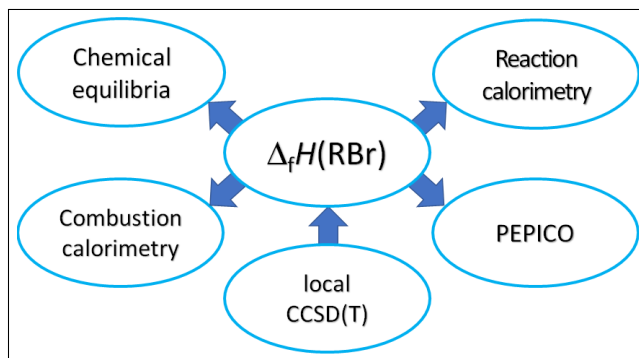 Chemical
equilibria
Reaction
calorimetry
ΔfH(RBr)
Combustion
calorimetry
PEPICO
local
CCSD(T)